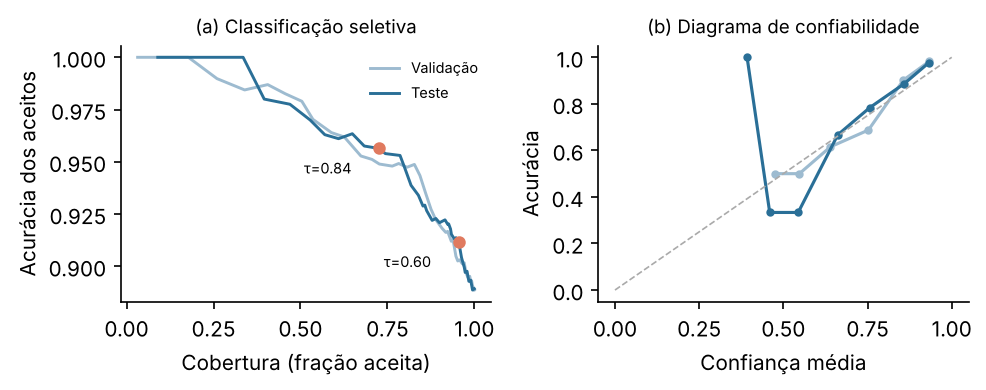 (a) Classificação seletiva
Acurácia dos aceitos
1.000
0.975
0.950
0.925
0.900
Validação
Teste
τ=0.84
τ=0.60
0.00 0.25 0.50 0.75 1.00
Cobertura (fração aceita)
(b) Diagrama de confiabilidade
Acurácia
1.0
0.8
0.6
0.4
0.2
0.0
0.00 0.25 0.50 0.75 1.00
Confiança média